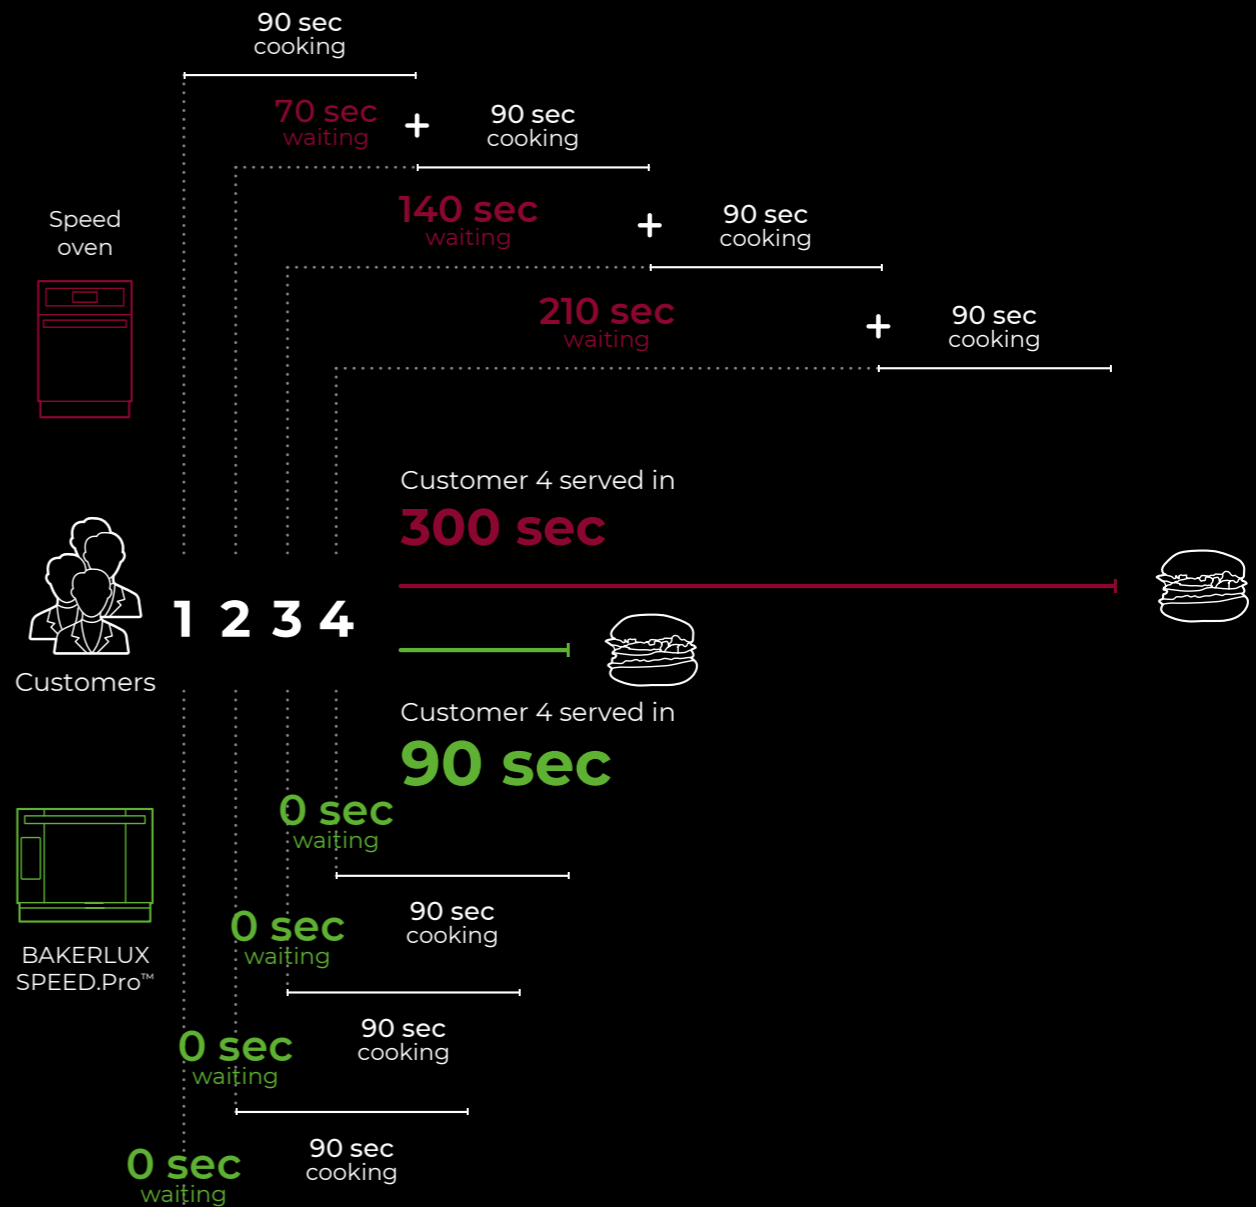 90 sec
cooking
70 sec
waiting
+
90 sec
cooking
140 sec
waiting
+
90 sec
cooking
Speed
oven
210 sec
waiting
+
90 sec
cooking
Customer 4 served in
300 sec
1 2 3 4
Customers
Customer 4 served in
90 sec
0 sec
waiting
90 sec
cooking
0 sec
waiting
BAKERLUX
SPEED.Pro™
90 sec
cooking
0 sec
waiting
90 sec
cooking
0 sec
waiting